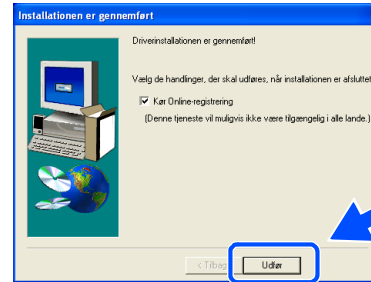 Installationen er gennemført
Driverinstallationen er gennemført!
Vælg de handlinger, der skal udføres, når installationen er afsluttet
Kør Online-registrering
(Denne tjeneste vil muligvis ikke være tilgængelig i alle lande.)
< Tilbag
Udfør